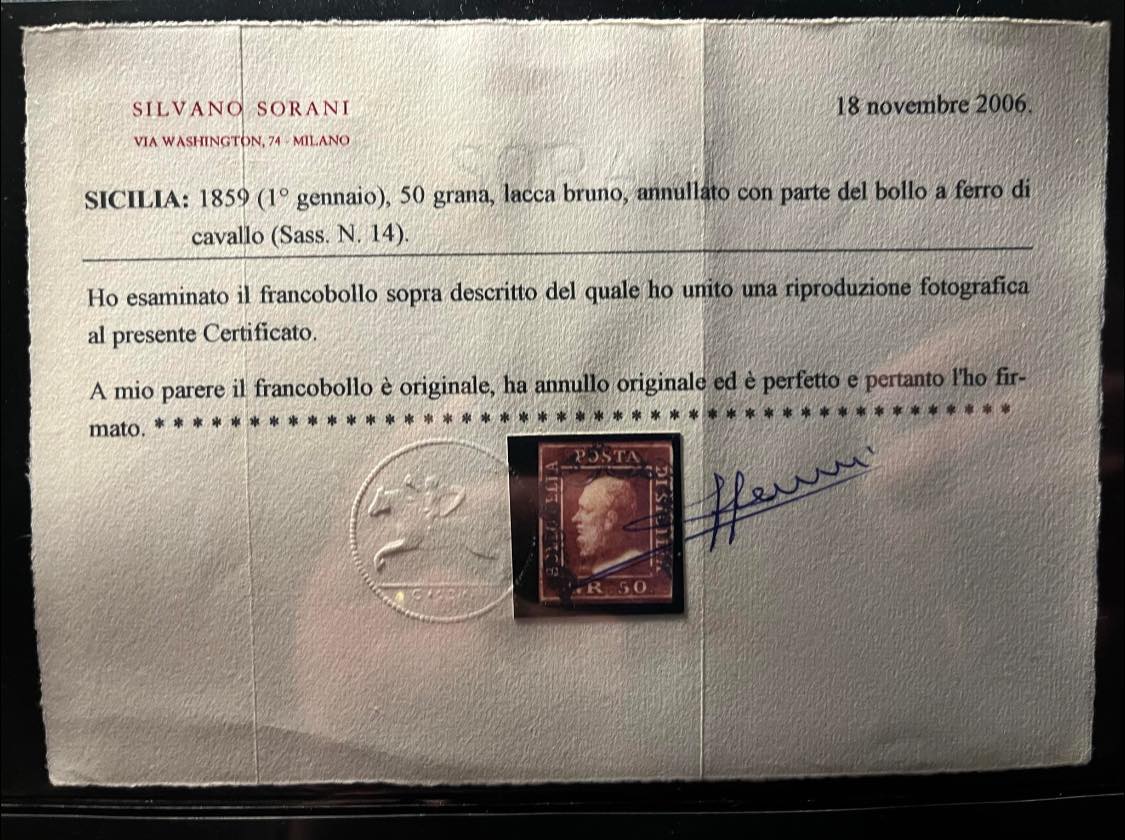 SILVANO SORANI
VIA WASHINGTON, 74 - MILANO
18 novembre 2006.
SICILIA: 1859 (1° gennaio), 50 grana, lacca bruno, annullato con parte del bollo a ferro di
cavallo (Sass. N. 14).
Ho esaminato il francobollo sopra descritto del quale ho unito una riproduzione fotografica
al presente Certificato.
A mio parere il francobollo è originale, ha annullo originale ed è perfetto e pertanto l'ho fir-
mato. * * * * * * * * * * * * * * * * * * * * * * * * * * * * * * * * * * * * * * * * * * * * *
POSTA
50